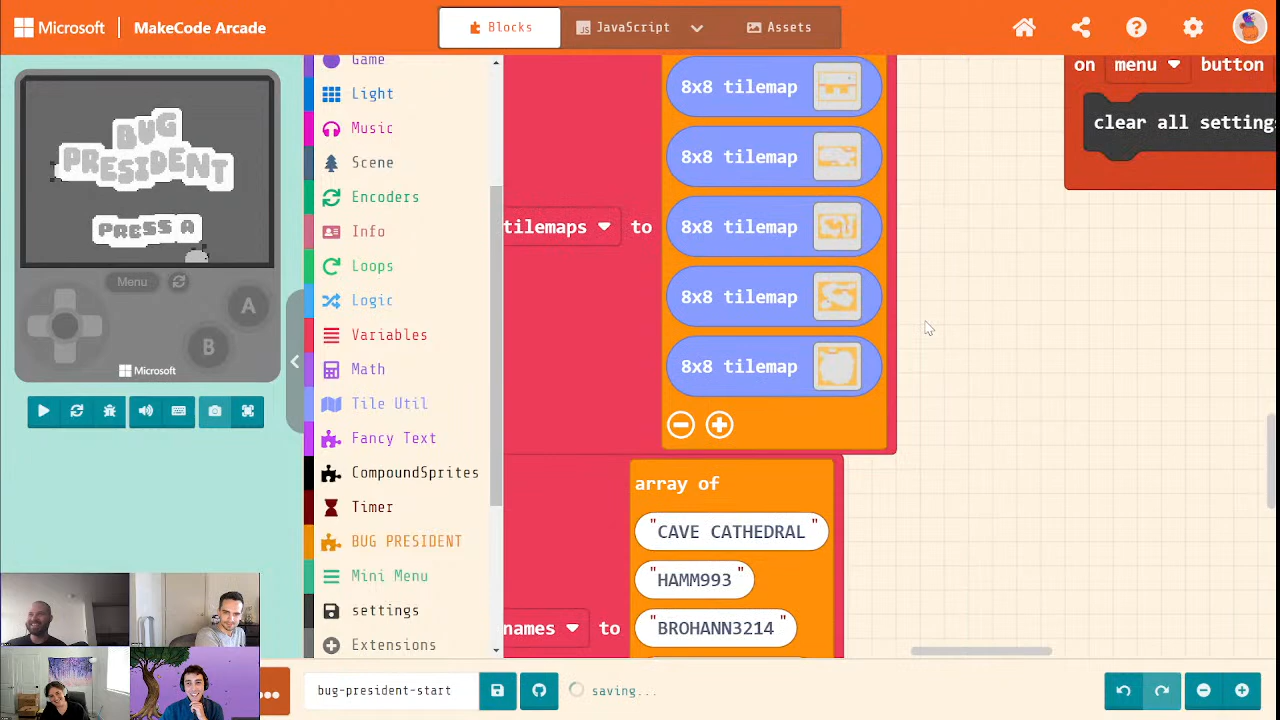 Microsoft
MakeCode Arcade
Blocks
JS JavaScript
Assets
BUG
PRESIDENT
PRESS A
Menu
A
B
Microsoft
Game
Light
Music
Scene
Encoders
Info
Loops
Logic
Variables
Math
Tile Util
Fancy Text
CompoundSprites
Timer
BUG PRESIDENT
Mini Menu
settings
Extensions
8x8 tilemap
8x8 tilemap
tilemaps to 8x8 tilemap
8x8 tilemap
8x8 tilemap
array of
"CAVE CATHEDRAL"
"HAMM993"
names to "BROHANN3214"
on menu button
clear all setting
bug-president-start
saving...